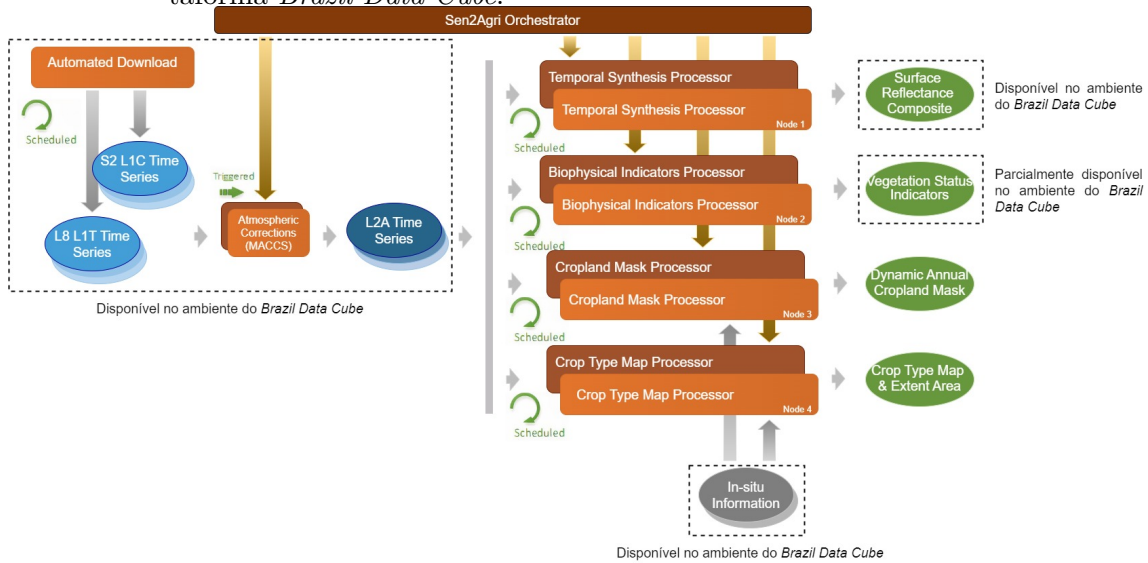 taforma Brazil Data Cube.
Sen2Agri Orchestrator
Automated Download
Scheduled
S2 L1C Time
Series
L8 L1T Time
Series
Triggered
Atmospheric
Corrections
(MACCS)
L2A Time
Series
Disponível no ambiente do Brazil Data Cube
Temporal Synthesis Processor
Temporal Synthesis Processor
Node 1
Scheduled
Surface
Reflectance
Composite
Disponível no ambiente
do Brazil Data Cube
Biophysical Indicators Processor
Biophysical Indicators Processor
Node 2
Scheduled
Vegetation Status
Indicators
Parcialmente disponível
no ambiente do Brazil
Data Cube
Cropland Mask Processor
Cropland Mask Processor
Node 3
Scheduled
Dynamic Annual
Cropland Mask
Crop Type Map Processor
Crop Type Map Processor
Node 4
Scheduled
Crop Type Map
& Extent Area
In-situ
Information
Disponível no ambiente do Brazil Data Cube